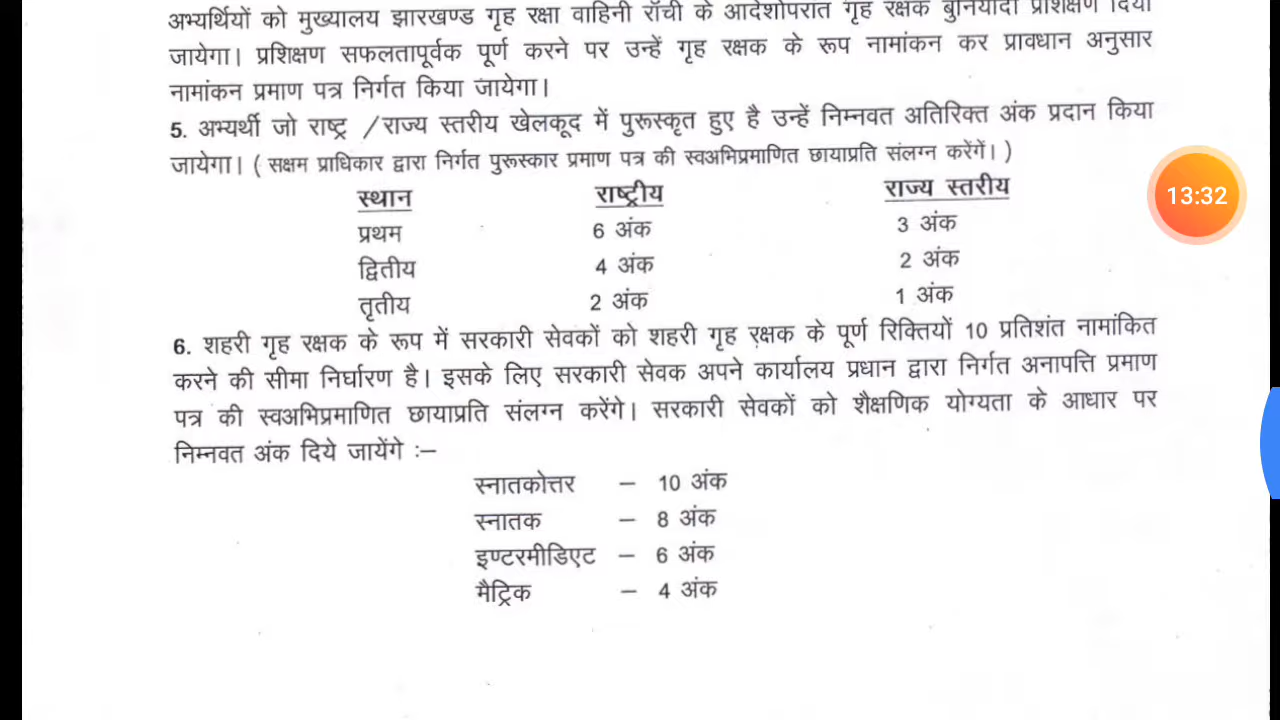 अभ्यर्थियों को मुख्यालय झारखण्ड गृह रक्षा वाहिनी राँची के आदेशोपरांत गृह रक्षक बुनियादी प्रशिक्षण दिया
जायेगा। प्रशिक्षण सफलतापूर्वक पूर्ण करने पर उन्हें गृह रक्षक के रूप नामांकन कर प्रावधान अनुसार
नामांकन प्रमाण पत्र निर्गत किया जायेगा।
5. अभ्यर्थी जो राष्ट्र /राज्य स्तरीय खेलकूद में पुरूस्कृत हुए है उन्हें निम्नवत अतिरिक्त अंक प्रदान किया
जायेगा। ( सक्षम प्राधिकार द्वारा निर्गत पुरूस्कार प्रमाण पत्र की स्वअभिप्रमाणित छायाप्रति संलग्न करेंगें। )
स्थान राष्ट्रीय राज्य स्तरीय
प्रथम 6 अंक 3 अंक
द्वितीय 4 अंक 2 अंक
तृतीय 2 अंक 1 अंक
6. शहरी गृह रक्षक के रूप में सरकारी सेवकों को शहरी गृह रक्षक के पूर्ण रिक्तियों 10 प्रतिशंत नामांकित
करने की सीमा निर्घारण है। इसके लिए सरकारी सेवक अपने कार्यालय प्रधान द्वारा निर्गत अनापत्ति प्रमाण
पत्र की स्वअभिप्रमाणित छायाप्रति संलग्न करेंगे। सरकारी सेवकों को शैक्षणिक योग्यता के आधार पर
निम्नवत अंक दिये जायेंगे :–
स्नातकोत्तर – 10 अंक
स्नातक – 8 अंक
इण्टरमीडिएट – 6 अंक
मैट्रिक – 4 अंक
13:32